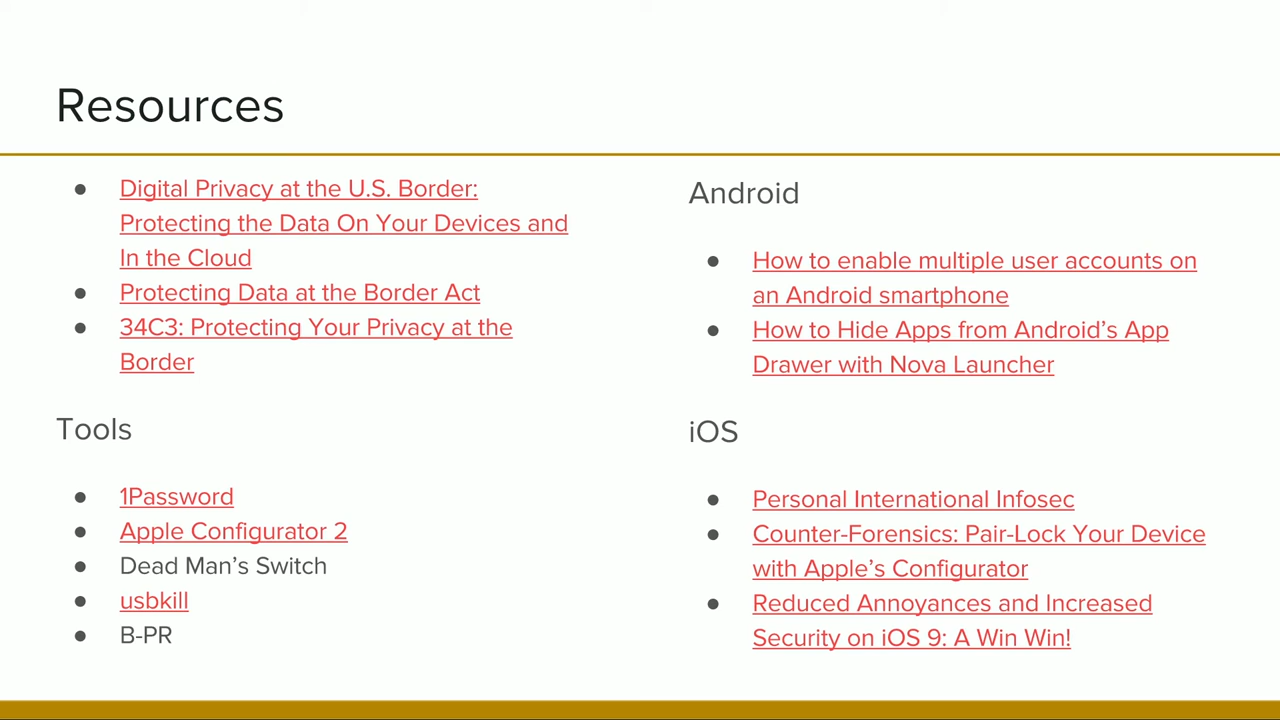 Resources
● Digital Privacy at the U.S. Border:
Protecting the Data On Your Devices and
In the Cloud
● Protecting Data at the Border Act
● 34C3: Protecting Your Privacy at the
Border
Tools
● 1Password
● Apple Configurator 2
● Dead Man’s Switch
● usbkill
● B-PR
Android
● How to enable multiple user accounts on
an Android smartphone
● How to Hide Apps from Android’s App
Drawer with Nova Launcher
iOS
● Personal International Infosec
● Counter-Forensics: Pair-Lock Your Device
with Apple’s Configurator
● Reduced Annoyances and Increased
Security on iOS 9: A Win Win!